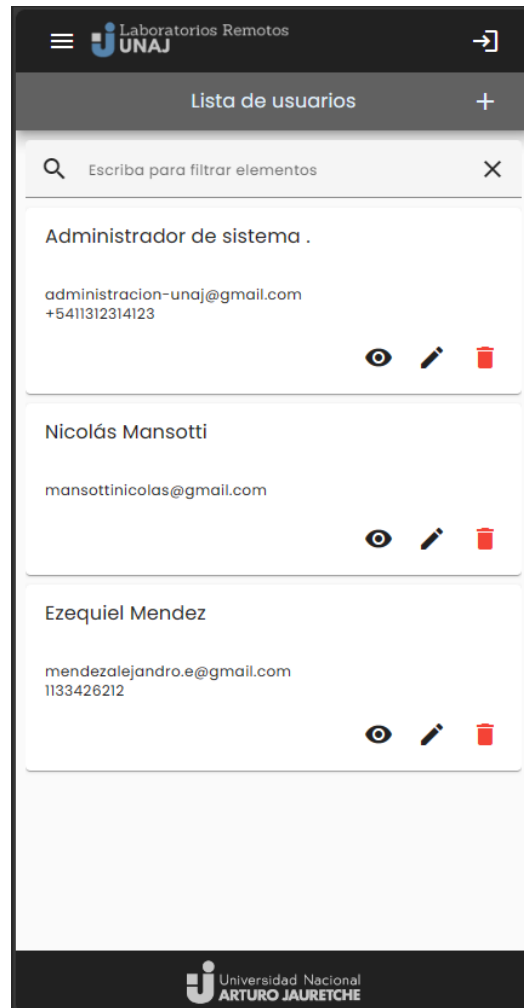 Laboratorios Remotos
UNAJ
Lista de usuarios
Escriba para filtrar elementos
Administrador de sistema .
administracion-unaj@gmail.com
+5411312314123
Nicolás Mansotti
mansottinicolas@gmail.com
Ezequiel Mendez
mendezalejandro.e@gmail.com
1133426212
Universidad Nacional
ARTURO JAURETCHE